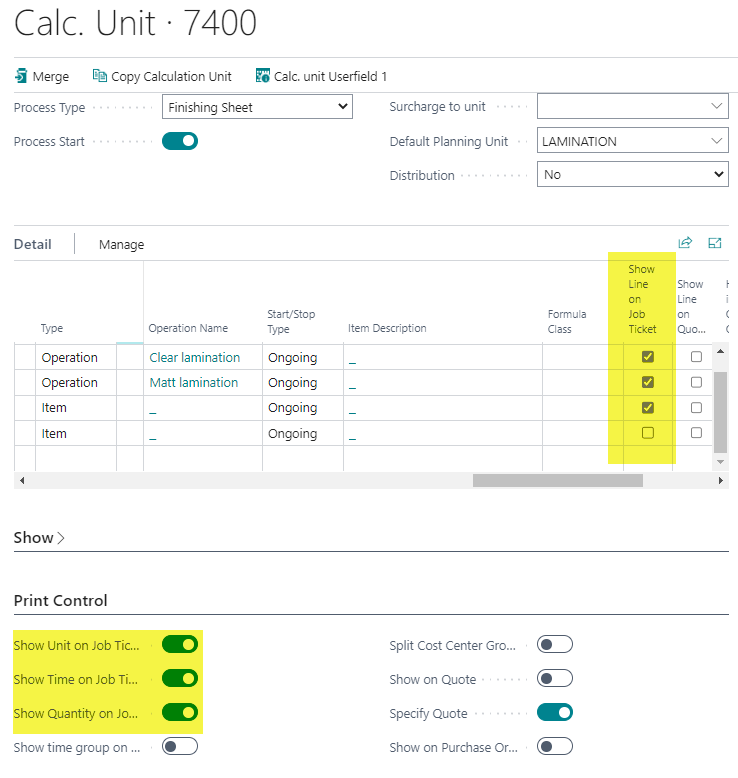 Calc. Unit · 7400
Merge Copy Calculation Unit Calc. unit Userfield 1
Process Type Finishing Sheet Surcharge to unit
Process Start Default Planning Unit LAMINATION
Distribution No
Detail Manage
Type Operation Name Start/Stop Type Item Description Formula Class Show Line on Job Ticket Show Line on Quo...
Operation Clear lamination Ongoing _
Operation Matt lamination Ongoing _
Item _ Ongoing _
Item _ Ongoing _
Show
Print Control
Show Unit on Job Tic... Split Cost Center Gro...
Show Time on Job Ti... Show on Quote
Show Quantity on Jo... Specify Quote
Show time group on ... Show on Purchase Or...